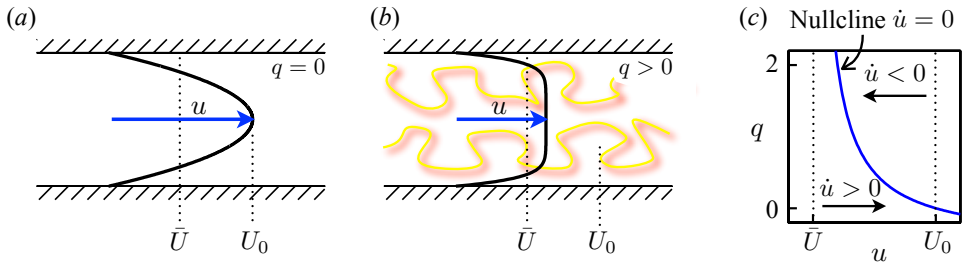 (a)
q = 0
u
Ū
U₀
(b)
q > 0
u
Ū
U₀
(c)
Nullcline u̇ = 0
2
u̇ < 0
q
u̇ > 0
0
Ū
u
U₀